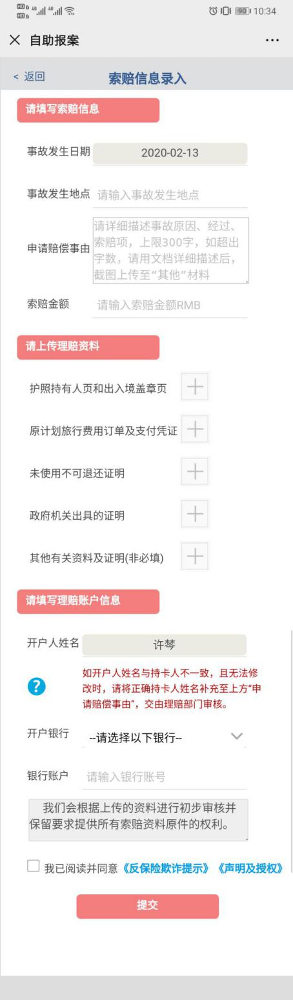 HD 46 46 90 10:34
自助报案 ...
< 返回 索赔信息录入
请填写索赔信息
事故发生日期 2020-02-13
事故发生地点 请输入事故发生地点
申请赔偿事由
请详细描述事故原因、经过、
索赔项，上限300字，如超出
字数，请用文档详细描述后，
截图上传至“其他”材料
索赔金额 请输入索赔金额RMB
请上传理赔资料
护照持有人页和出入境盖章页
原计划旅行费用订单及支付凭证
未使用不可退还证明
政府机关出具的证明
其他有关资料及证明(非必填)
请填写理赔账户信息
开户人姓名 许棽
?
如开户人姓名与持卡人不一致，且无法修
改时，请将正确持卡人姓名补充至上方“申
请赔偿事由”，交由理赔部门审核。
开户银行 --请选择以下银行--
银行账户 请输入银行账号
我们会根据上传的资料进行初步审核并
保留要求提供所有索赔资料原件的权利。
我已阅读并同意《反保险欺诈提示》《声明及授权》
提交